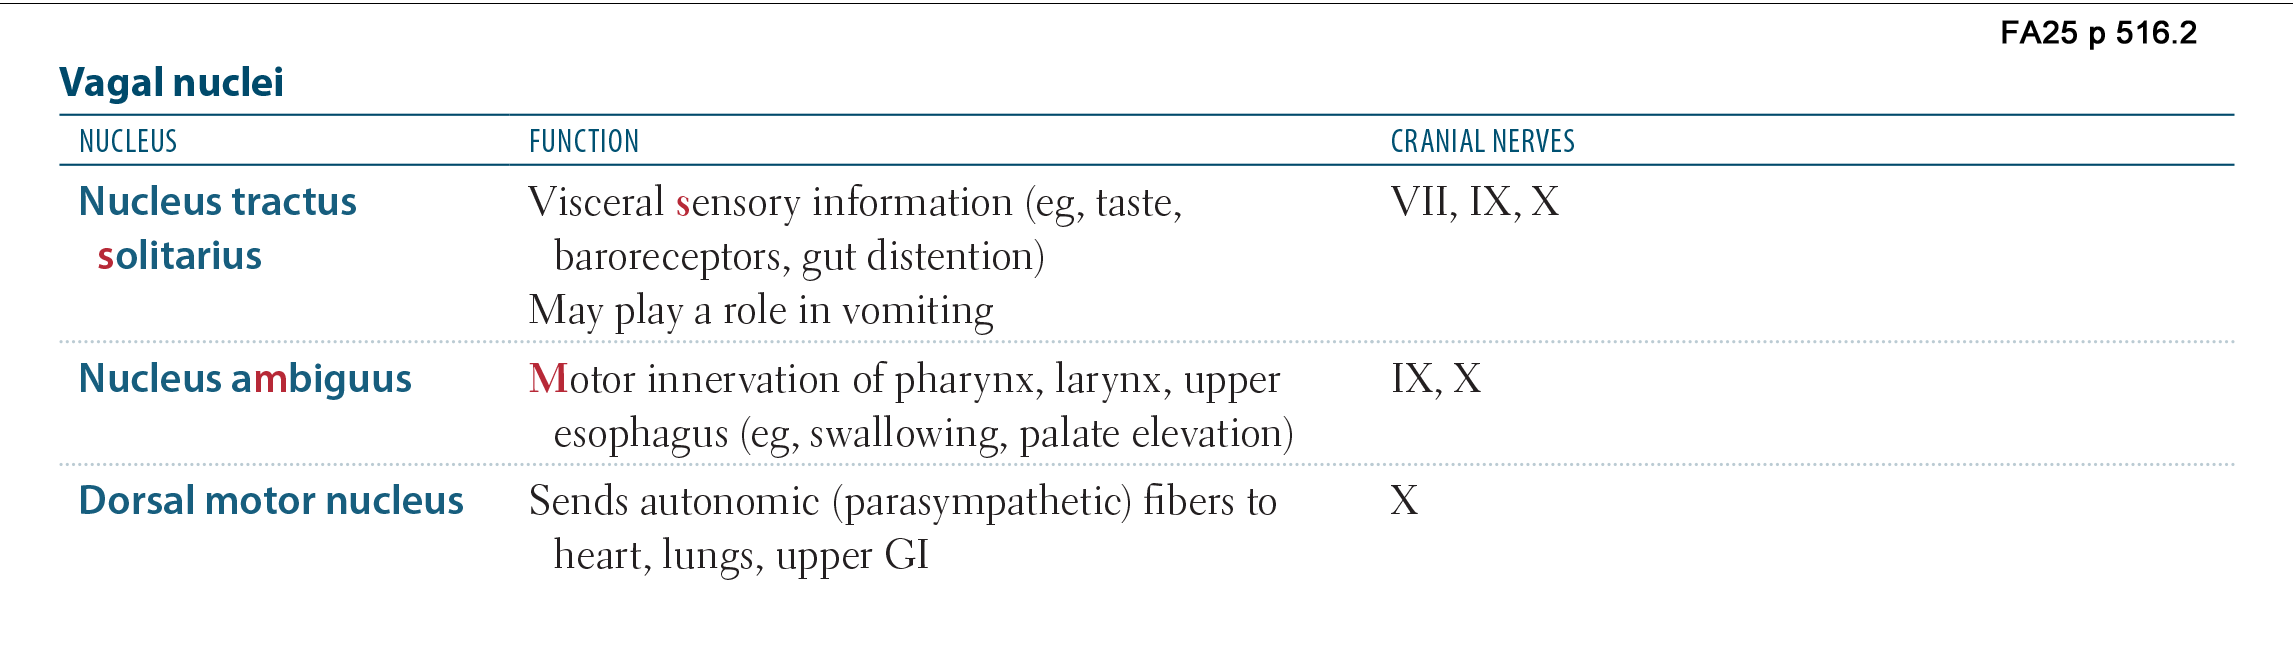 FA25 p 516.2
Vagal nuclei
NUCLEUS FUNCTION CRANIAL NERVES
Nucleus tractus Visceral sensory information (eg, taste, VII, IX, X
solitarius baroreceptors, gut distention)
May play a role in vomiting
Nucleus ambiguus Motor innervation of pharynx, larynx, upper IX, X
esophagus (eg, swallowing, palate elevation)
Dorsal motor nucleus Sends autonomic (parasympathetic) fibers to X
heart, lungs, upper GI